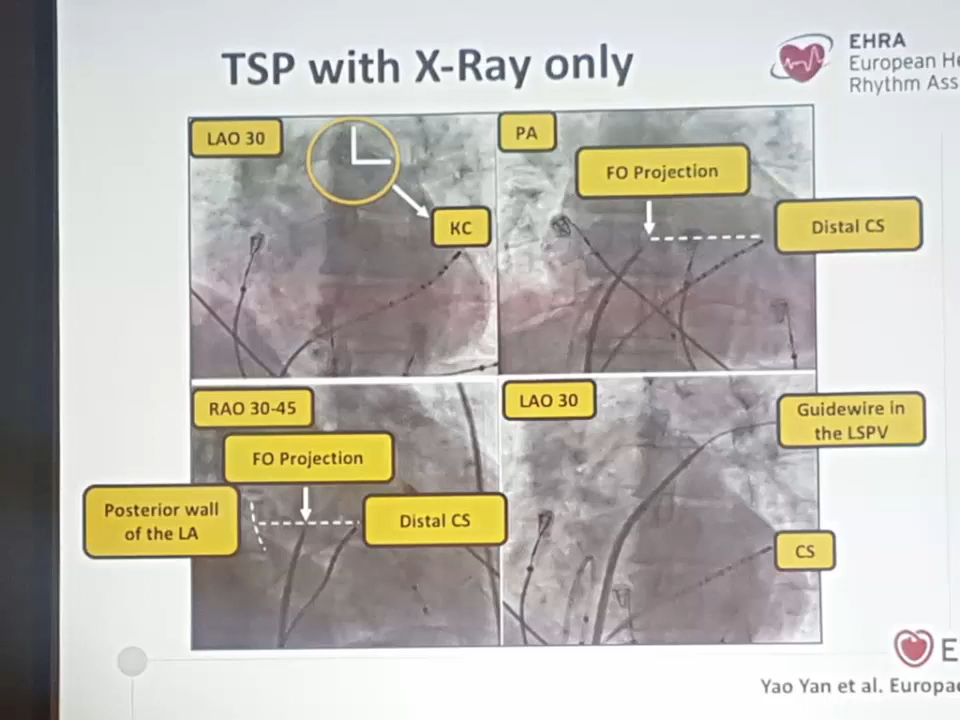 TSP with X-Ray only
EHRA
European He
Rhythm Ass
LAO 30
KC
PA
FO Projection
Distal CS
RAO 30-45
FO Projection
Posterior wall
of the LA
Distal CS
LAO 30
Guidewire in
the LSPV
CS
E
Yao Yan et al. Europa